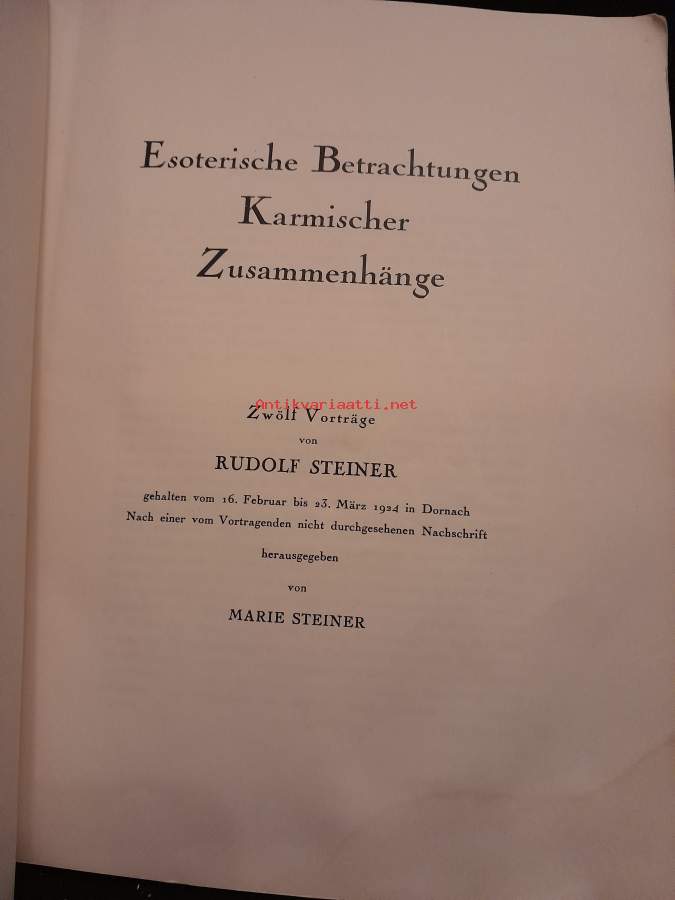 Esoterische Betrachtungen
Karmischer
Zusammenhänge
Antikvariaatti.net
Zwölf Vorträge
von
RUDOLF STEINER
gehalten vom 16. Februar bis 23. März 1924 in Dornach
Nach einer vom Vortragenden nicht durchgesehenen Nachschrift
herausgegeben
von
MARIE STEINER